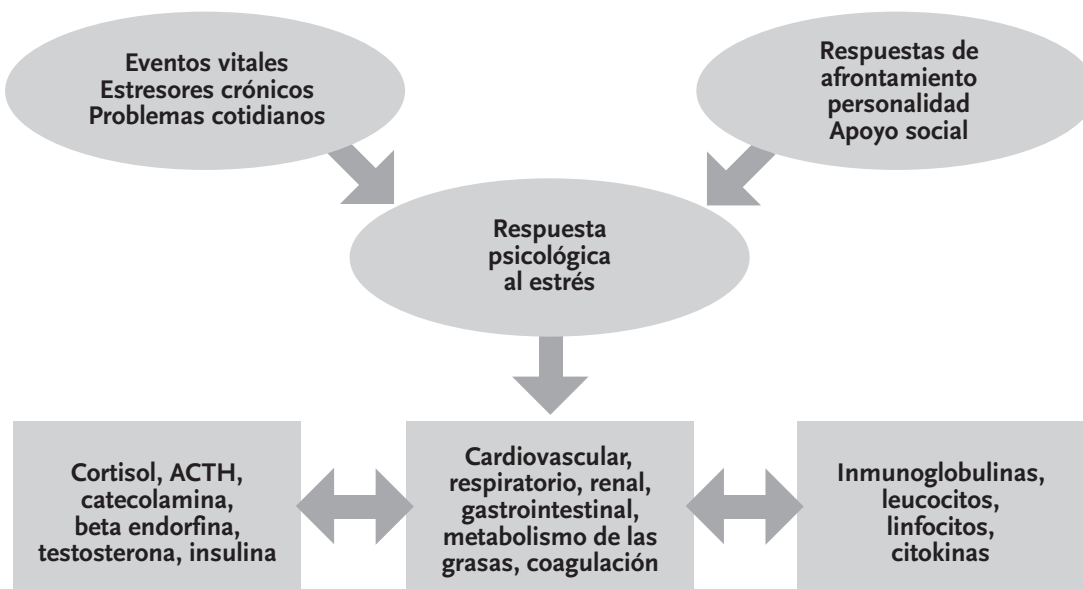 Eventos vitales
Estresores crónicos
Problemas cotidianos
Respuestas de
afrontamiento
personalidad
Apoyo social
Respuesta
psicológica
al estrés
Cortisol, ACTH,
catecolamina,
beta endorfina,
testosterona, insulina
Cardiovascular,
respiratorio, renal,
gastrointestinal,
metabolismo de las
grasas, coagulación
Inmunoglobulinas,
leucocitos,
linfocitos,
citokinas